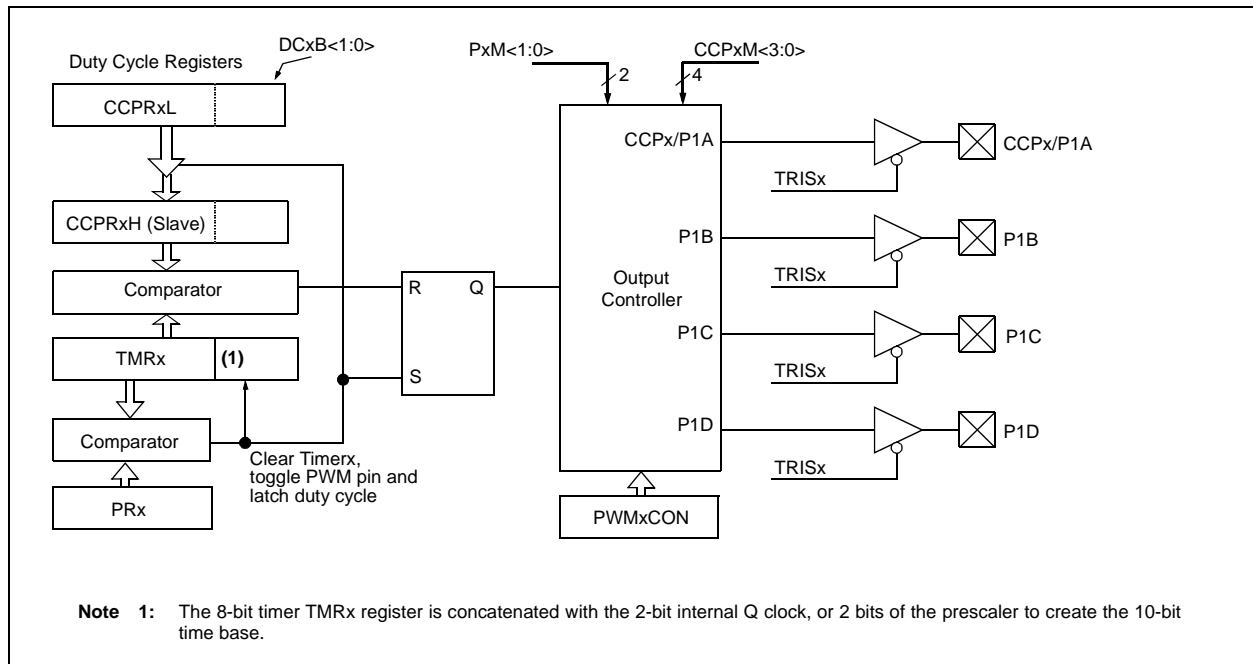 DCxB<1:0>
Duty Cycle Registers
CCPRxL
CCPRxH (Slave)
Comparator
TMRx
(1)
Comparator
PRx
Clear Timerx,
toggle PWM pin and
latch duty cycle
R
Q
S
PxM<1:0>
2
CCPxM<3:0>
4
Output
Controller
CCPx/P1A
P1B
P1C
P1D
PWMxCON
TRISx
CCPx/P1A
TRISx
P1B
TRISx
P1C
TRISx
P1D
Note 1: The 8-bit timer TMRx register is concatenated with the 2-bit internal Q clock, or 2 bits of the prescaler to create the 10-bit
time base.